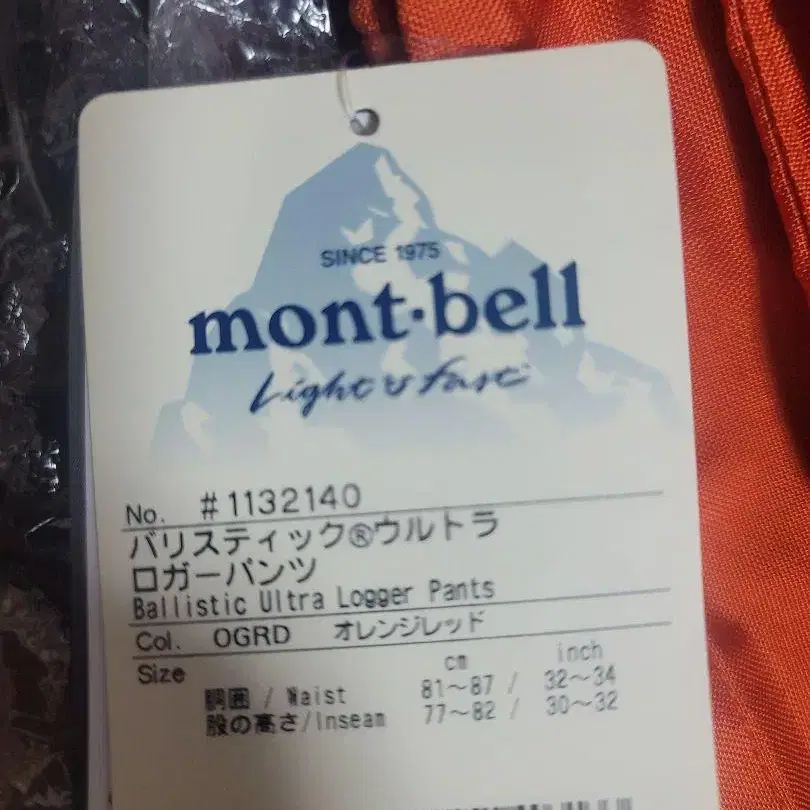 SINCE 1975
mont·bell
Light & Fast
No. #1132140
バリスティック®ウルトラ
ロガーパンツ
Ballistic Ultra Logger Pants
Col. OGRD オレンジレッド
Size cm inch
胴囲 / Waist 81～87 / 32～34
股の高さ/Inseam 77～82 / 30～32